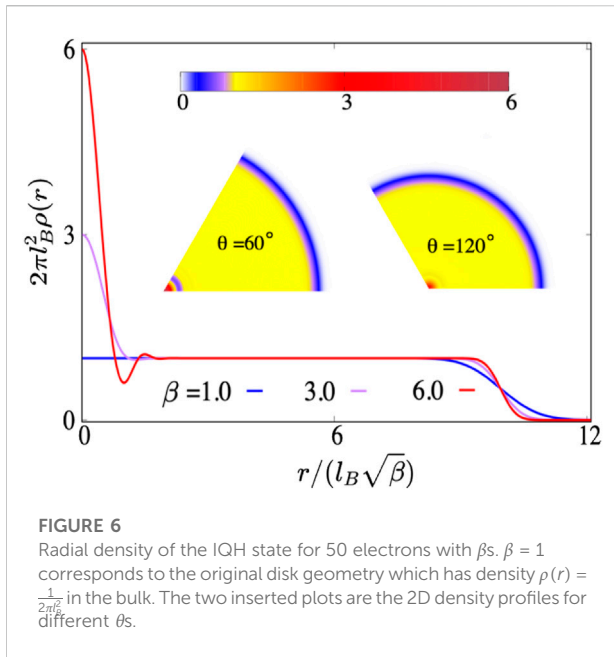 6
0
3
6
θ =60°
θ =120°
2πl_B^2ρ(r)
3
β =1.0 3.0 6.0
0
0
6
12
r/(l_B√β)
FIGURE 6
Radial density of the IQH state for 50 electrons with βs. β = 1
corresponds to the original disk geometry which has density ρ(r) =
1/2πl_B^2 in the bulk. The two inserted plots are the 2D density profiles for
different θs.